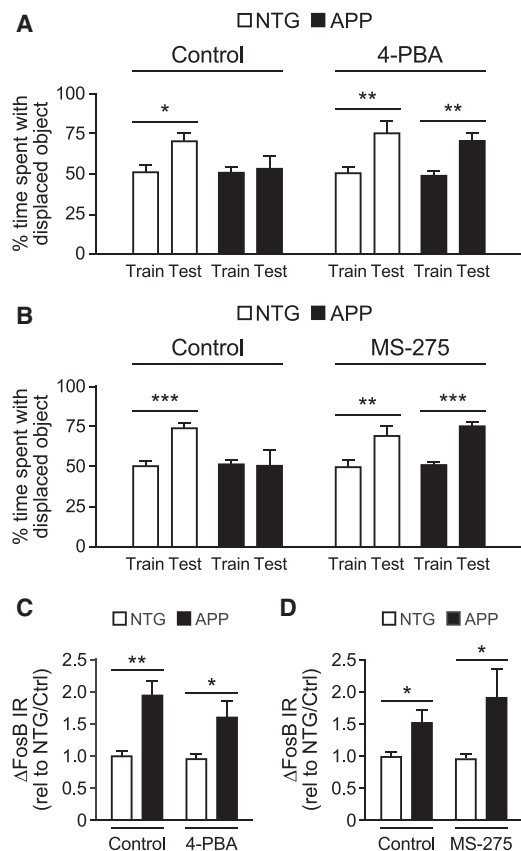 A
NTG APP
Control 4-PBA
% time spent with
displaced object
100
75
50
25
0
* ** **
Train Test Train Test Train Test Train Test
B
NTG APP
Control MS-275
% time spent with
displaced object
100
75
50
25
0
*** ** ***
Train Test Train Test Train Test Train Test
C
NTG APP
ΔFosB IR
(rel to NTG/Ctrl)
2.5
2.0
1.5
1.0
0.5
0.0
** *
Control 4-PBA
D
NTG APP
ΔFosB IR
(rel to NTG/Ctrl)
2.5
2.0
1.5
1.0
0.5
0.0
* *
Control MS-275